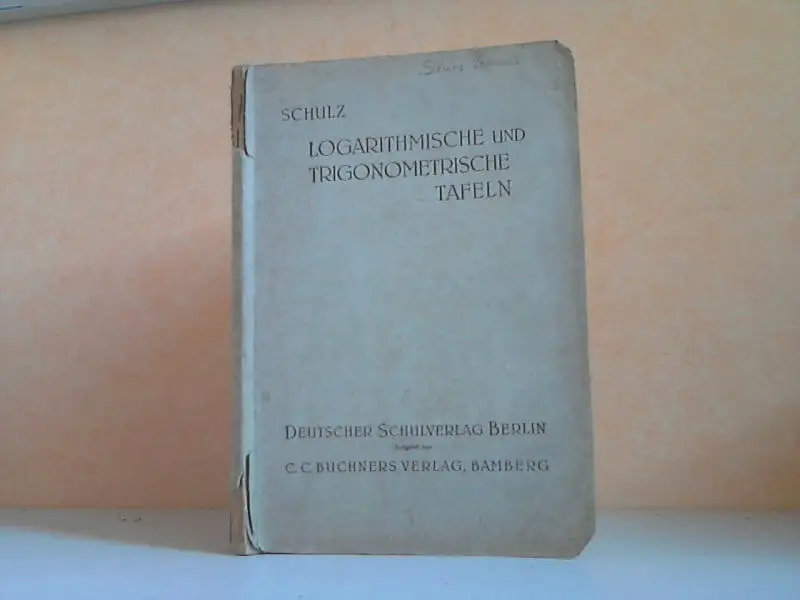 SCHULZ
LOGARITHMISCHE UND
TRIGONOMETRISCHE
TAFELN
DEUTSCHER SCHULVERLAG BERLIN
C. C. BUCHNERS VERLAG, BAMBERG